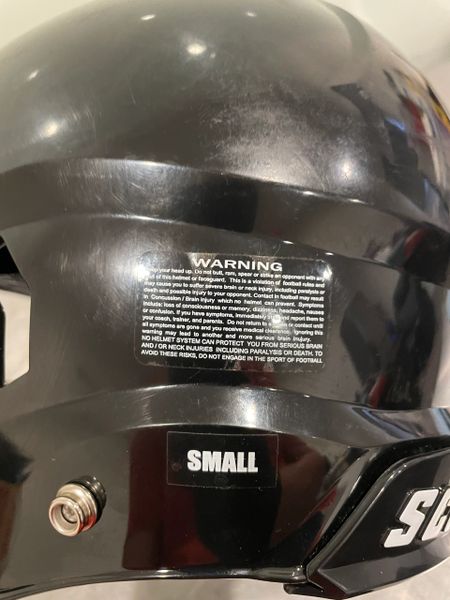 WARNING
your head up. Do not butt, ram, spear or strike an opponent with any
part of this helmet or faceguard. This is a violation of football rules and
may cause you to suffer severe brain or neck injury, including paralysis or
death and possible injury to your opponent. Contact in football may result
in Concussion / Brain injury which no helmet can prevent. Symptoms
include: loss of consciousness or memory, dizziness, headache, nausea
or confusion. If you have symptoms, immediately and report them to
your coach, trainer, and parents. Do not return to a or contact until
all symptoms are gone and you receive medical clearance. Ignoring this
warning may lead to another and more serious brain injury.
NO HELMET SYSTEM CAN PROTECT YOU FROM SERIOUS BRAIN
AND / OR NECK INJURIES INCLUDING PARALYSIS OR DEATH. TO
AVOID THESE RISKS, DO NOT ENGAGE IN THE SPORT OF FOOTBALL.
SMALL